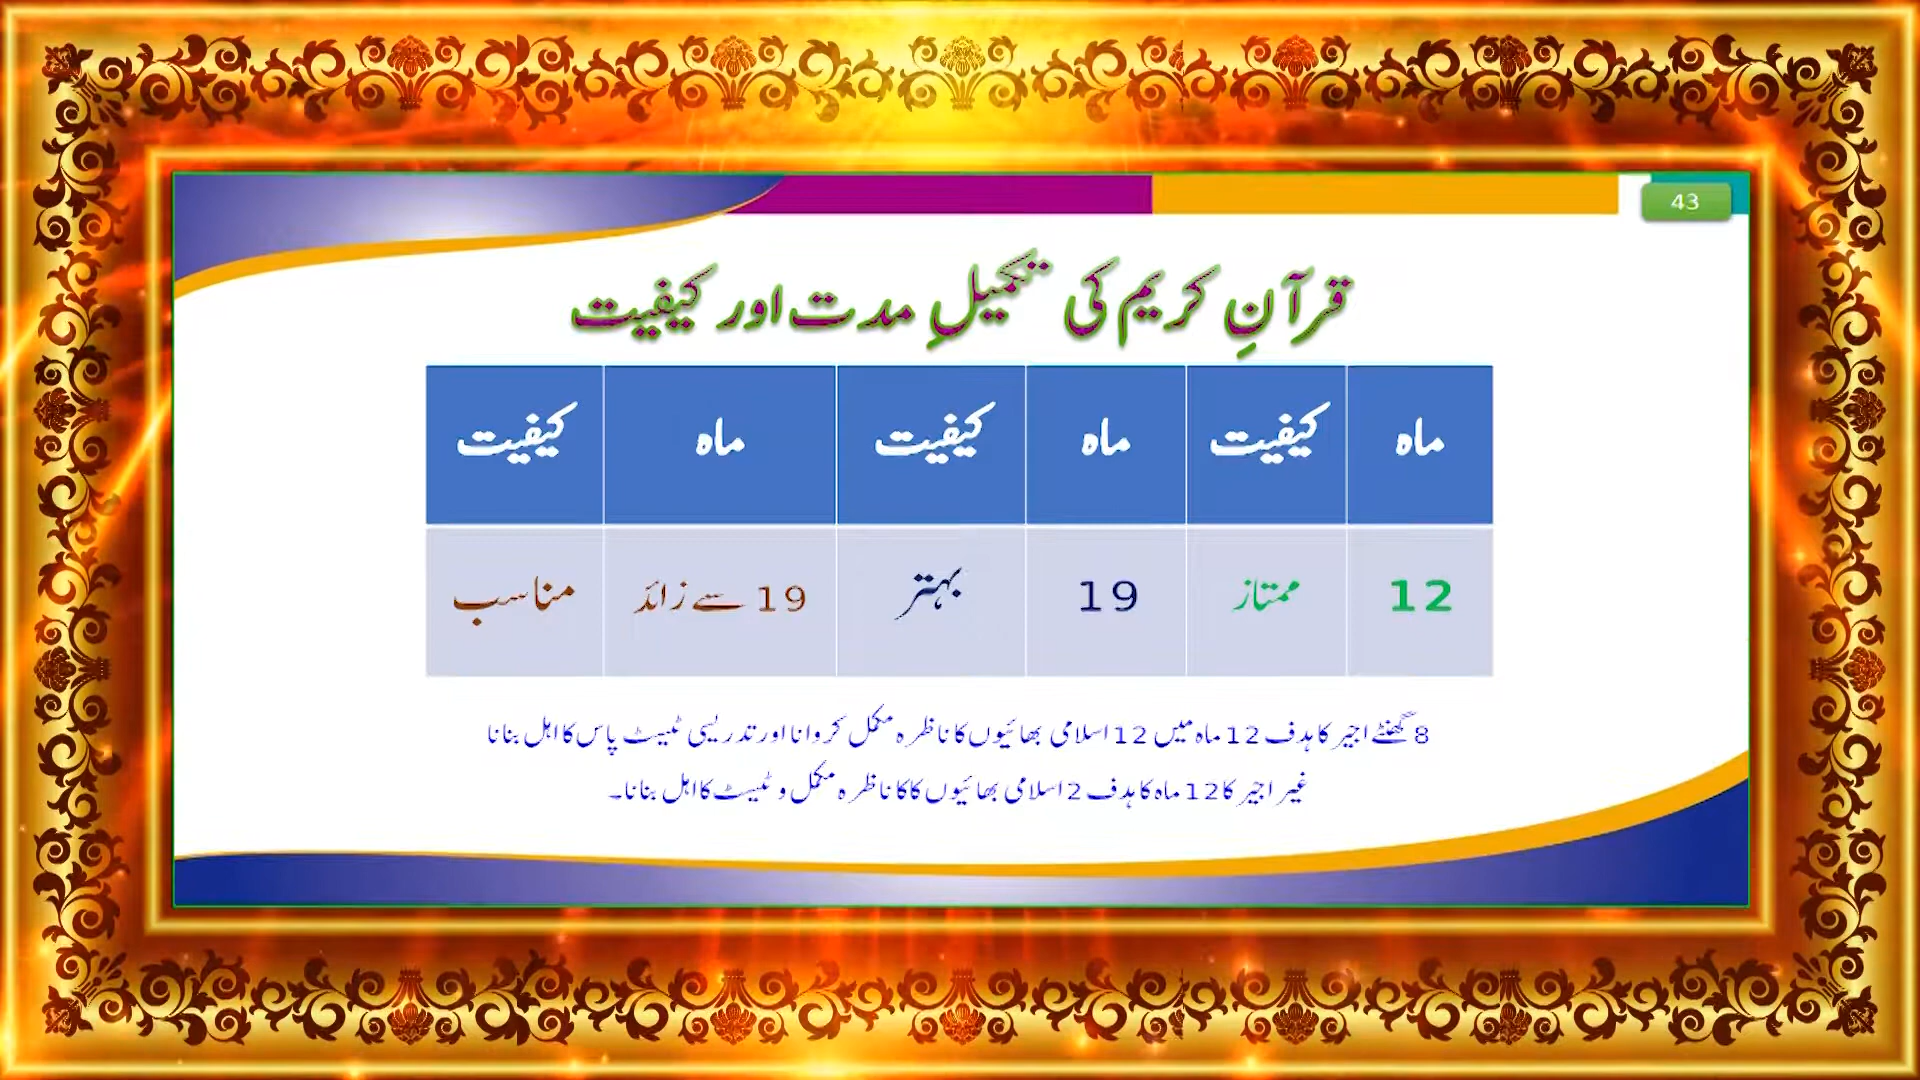 43
قرآنِ کریم کی تکمیلِ مدت اور کیفیت
ماہ کیفیت ماہ کیفیت ماہ کیفیت
12 ممتاز 19 بہتر 19 سے زائد مناسب
8 گھنٹے اجیر کا ہدف 12 ماہ میں 12 اسلامی بھائیوں کا ناظرہ مکمل کروانا اور تدریسی ٹیسٹ پاس کا اہل بنانا
غیر اجیر کا 12 ماہ کا ہدف 2 اسلامی بھائیوں کا کا ناظرہ مکمل و ٹیسٹ کا اہل بنانا۔